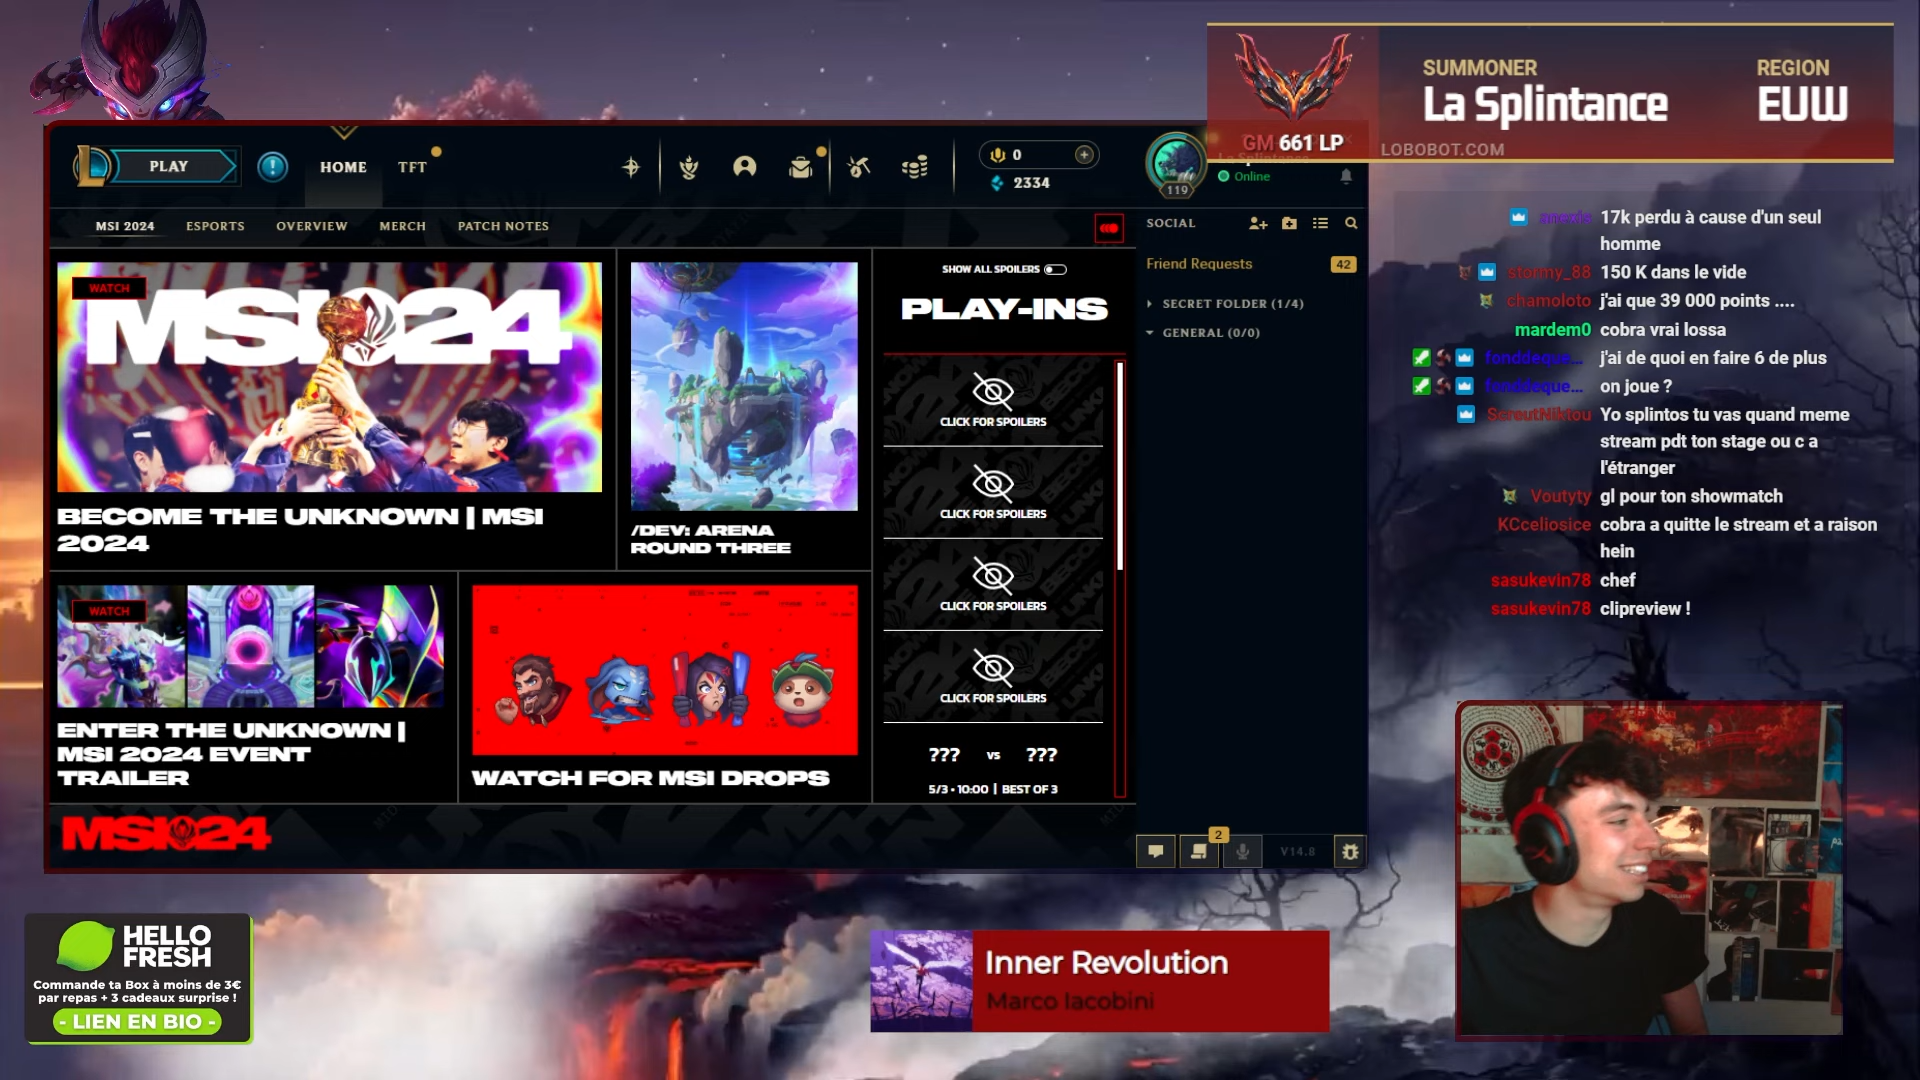 SUMMONER
La Splintance
REGION
EUW
GM 661 LP
LOBOBOT.COM
PLAY
HOME
TFT
0
2334
119
Online
MSI 2024
ESPORTS
OVERVIEW
MERCH
PATCH NOTES
SOCIAL
Friend Requests
42
SECRET FOLDER (1/4)
GENERAL (0/0)
WATCH
MSI 24
BECOME THE UNKNOWN | MSI
2024
/DEV: ARENA
ROUND THREE
SHOW ALL SPOILERS
PLAY-INS
CLICK FOR SPOILERS
CLICK FOR SPOILERS
CLICK FOR SPOILERS
CLICK FOR SPOILERS
??? vs ???
5/3 • 10:00 | BEST OF 3
WATCH
ENTER THE UNKNOWN |
MSI 2024 EVENT
TRAILER
WATCH FOR MSI DROPS
MSI 24
2
V14.8
17k perdu à cause d'un seul
homme
stormy_88 150 K dans le vide
chamoloto j'ai que 39 000 points ....
mardem0 cobra vrai lossa
fonddeque... j'ai de quoi en faire 6 de plus
fonddeque... on joue ?
ScroutNiktou Yo splintos tu vas quand meme
stream pdt ton stage ou c a
l'étranger
Voutyty gl pour ton showmatch
KCceliosice cobra a quitte le stream et a raison
hein
sasukevin78 chef
sasukevin78 clipreview !
HELLO
FRESH
Commande ta Box à moins de 3€
par repas + 3 cadeaux surprise !
- LIEN EN BIO -
Inner Revolution
Marco Iacobini